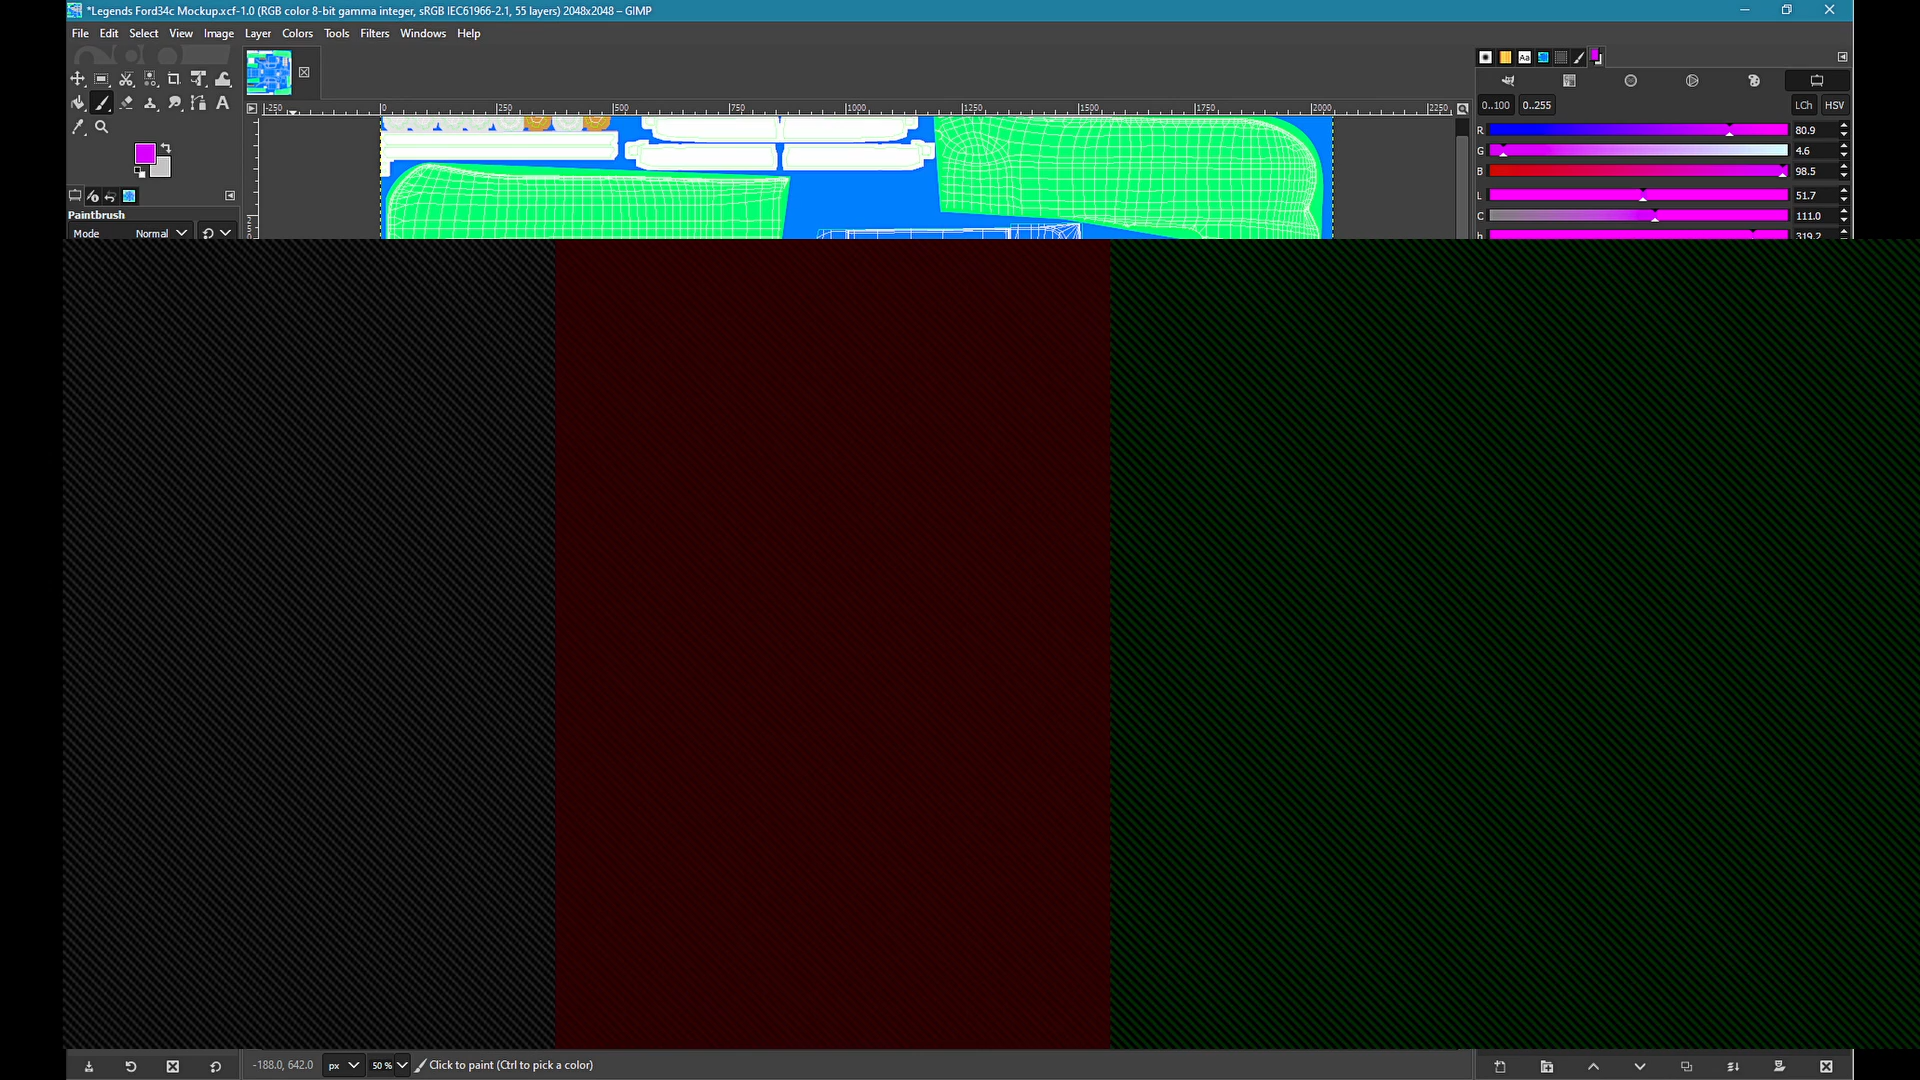 *Legends Ford34c Mockup.xcf-1.0 (RGB color 8-bit gamma integer, sRGB IEC61966-2.1, 55 layers) 2048x2048 – GIMP
File Edit Select View Image Layer Colors Tools Filters Windows Help
-250 0 250 500 750 1000 1250 1500 1750 2000 2250
0..100 0..255 LCh HSV
R 80.9
G 4.6
B 98.5
L 51.7
C 111.0
h 319.2
Paintbrush
Mode Normal
-188.0, 642.0 px 50 % Click to paint (Ctrl to pick a color)